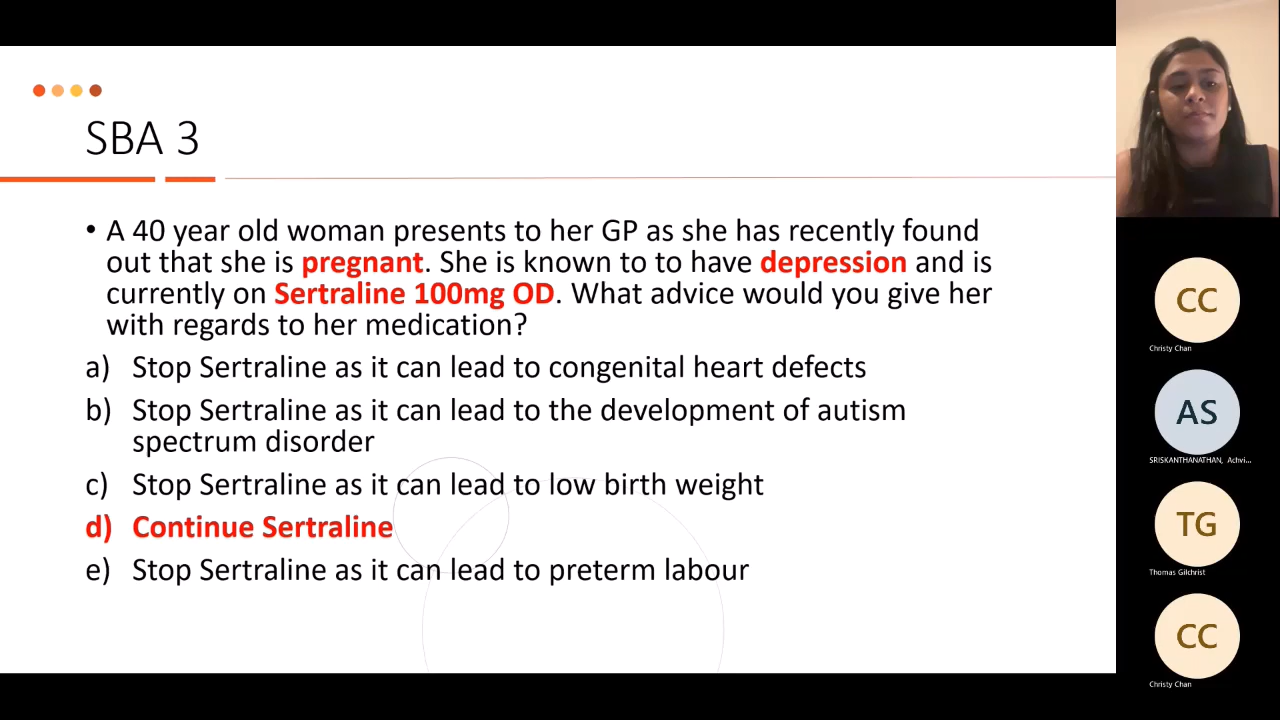 SBA 3
• A 40 year old woman presents to her GP as she has recently found
out that she is pregnant. She is known to to have depression and is
currently on Sertraline 100mg OD. What advice would you give her
with regards to her medication?
a) Stop Sertraline as it can lead to congenital heart defects
b) Stop Sertraline as it can lead to the development of autism
spectrum disorder
c) Stop Sertraline as it can lead to low birth weight
d) Continue Sertraline
e) Stop Sertraline as it can lead to preterm labour
CC
Christy Chan
AS
SRISKANTHANATHAN, Achvi...
TG
Thomas Gilchrist
CC
Christy Chan